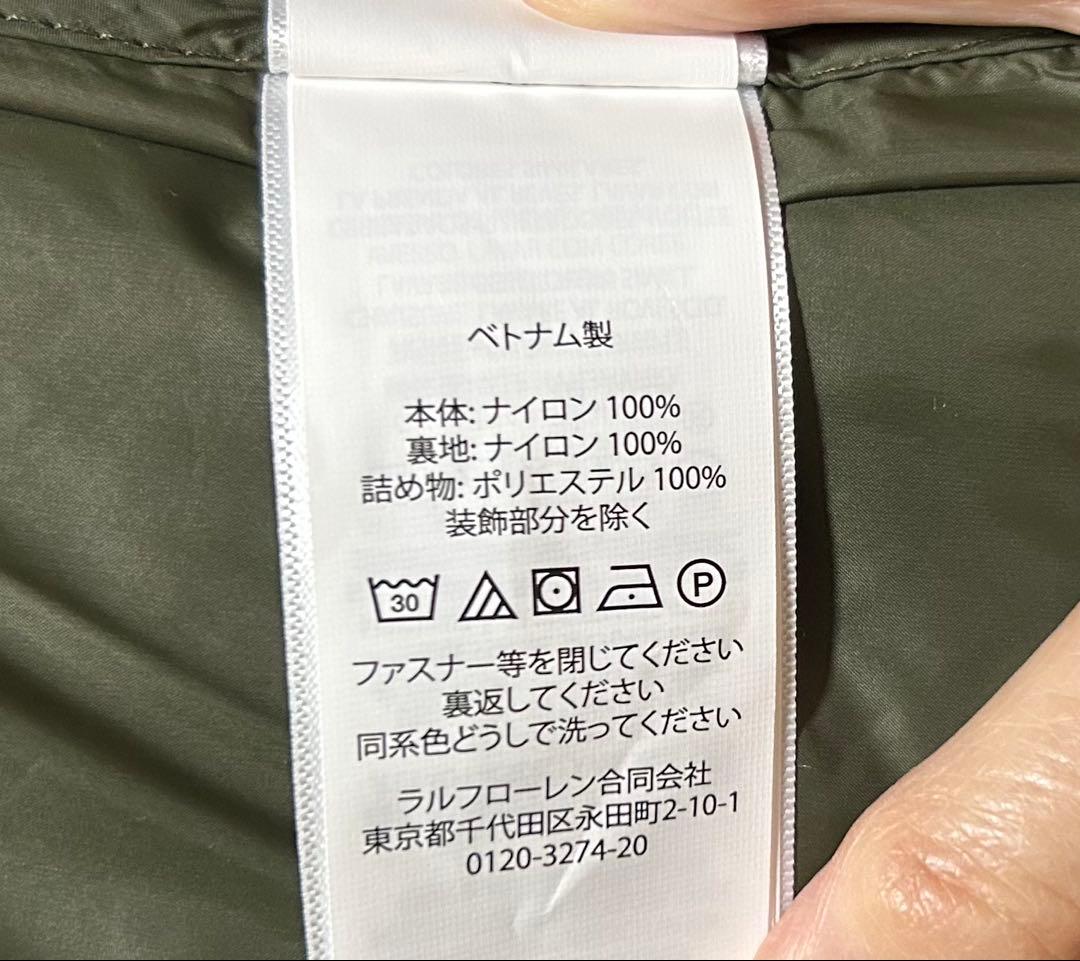 ベトナム製
本体: ナイロン 100%
裏地: ナイロン 100%
詰め物: ポリエステル 100%
装飾部分を除く
30 P
ファスナー等を閉じてください
裏返してください
同系色どうしで洗ってください
ラルフローレン合同会社
東京都千代田区永田町2-10-1
0120-3274-20